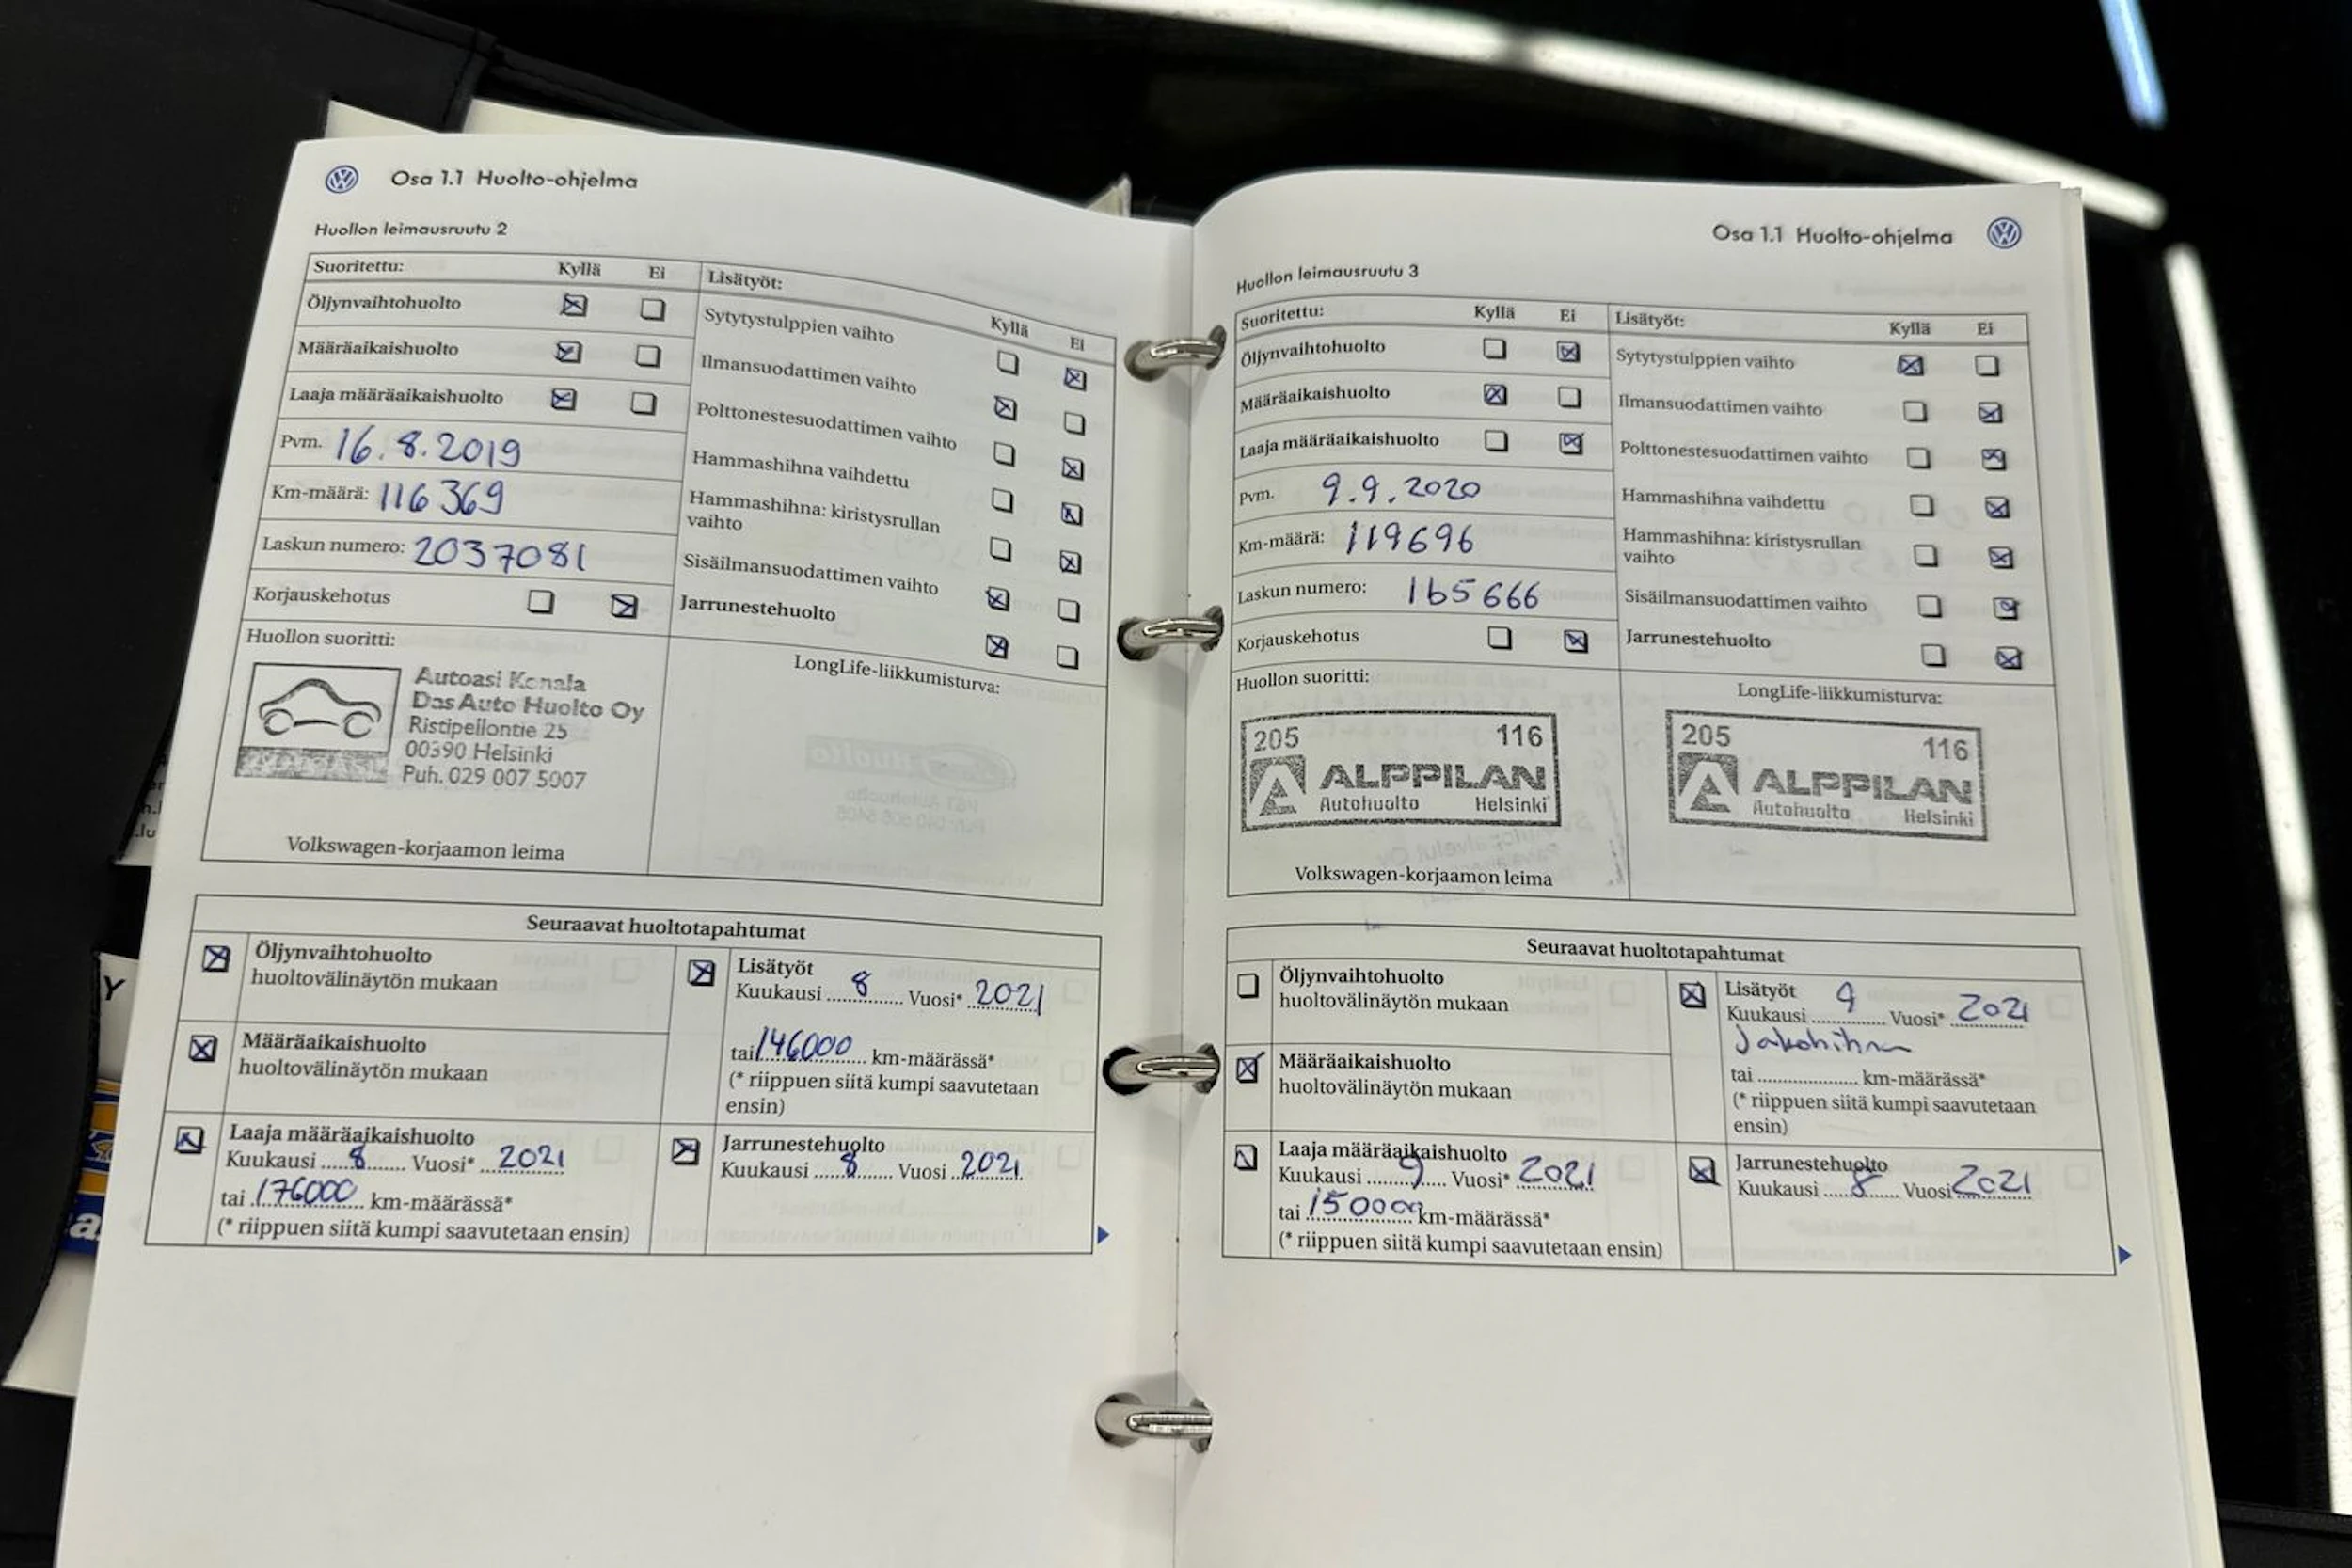 Osa 1.1 Huolto-ohjelma
Huollon leimausruutu 2
Suoritettu: Kyllä Ei
Öljynvaihtohuolto
Määräaikaishuolto
Laaja määräaikaishuolto
Pvm. 16.8.2019
Km-määrä: 116 369
Laskun numero: 2037081
Korjauskehotus
Huollon suoritti:
Autoasi Konala
Das Auto Huolto Oy
Ristipellontie 25
00390 Helsinki
Puh. 029 007 5007
Volkswagen-korjaamon leima
Lisätyöt: Kyllä Ei
Sytytystulppien vaihto
Ilmansuodattimen vaihto
Polttonestesuodattimen vaihto
Hammashihna vaihdettu
Hammashihna: kiristysrullan
vaihto
Sisäilmansuodattimen vaihto
Jarrunestehuolto
LongLife-liikkumisturva:
Seuraavat huoltotapahtumat
Öljynvaihtohuolto
huoltovälinäytön mukaan
Määräaikaishuolto
huoltovälinäytön mukaan
Laaja määräaikaishuolto
Kuukausi 8 Vuosi* 2021
tai 176000 km-määrässä*
(* riippuen siitä kumpi saavutetaan ensin)
Lisätyöt
Kuukausi 8 Vuosi* 2021
tai 146000 km-määrässä*
(* riippuen siitä kumpi saavutetaan
ensin)
Jarrunestehuolto
Kuukausi 8 Vuosi 2021
Osa 1.1 Huolto-ohjelma
Huollon leimausruutu 3
Suoritettu: Kyllä Ei
Öljynvaihtohuolto
Määräaikaishuolto
Laaja määräaikaishuolto
Pvm. 9.9.2020
Km-määrä: 119696
Laskun numero: 165666
Korjauskehotus
Huollon suoritti:
205 116
ALPPILAN
Autohuolto Helsinki
Volkswagen-korjaamon leima
Lisätyöt: Kyllä Ei
Sytytystulppien vaihto
Ilmansuodattimen vaihto
Polttonestesuodattimen vaihto
Hammashihna vaihdettu
Hammashihna: kiristysrullan
vaihto
Sisäilmansuodattimen vaihto
Jarrunestehuolto
LongLife-liikkumisturva:
205 116
ALPPILAN
Autohuolto Helsinki
Seuraavat huoltotapahtumat
Öljynvaihtohuolto
huoltovälinäytön mukaan
Määräaikaishuolto
huoltovälinäytön mukaan
Laaja määräaikaishuolto
Kuukausi 9 Vuosi* 2021
tai 150000 km-määrässä*
(* riippuen siitä kumpi saavutetaan ensin)
Lisätyöt
Kuukausi 9 Vuosi* 2021
Jakohihna
tai km-määrässä*
(* riippuen siitä kumpi saavutetaan
ensin)
Jarrunestehuolto
Kuukausi 8 Vuosi 2021